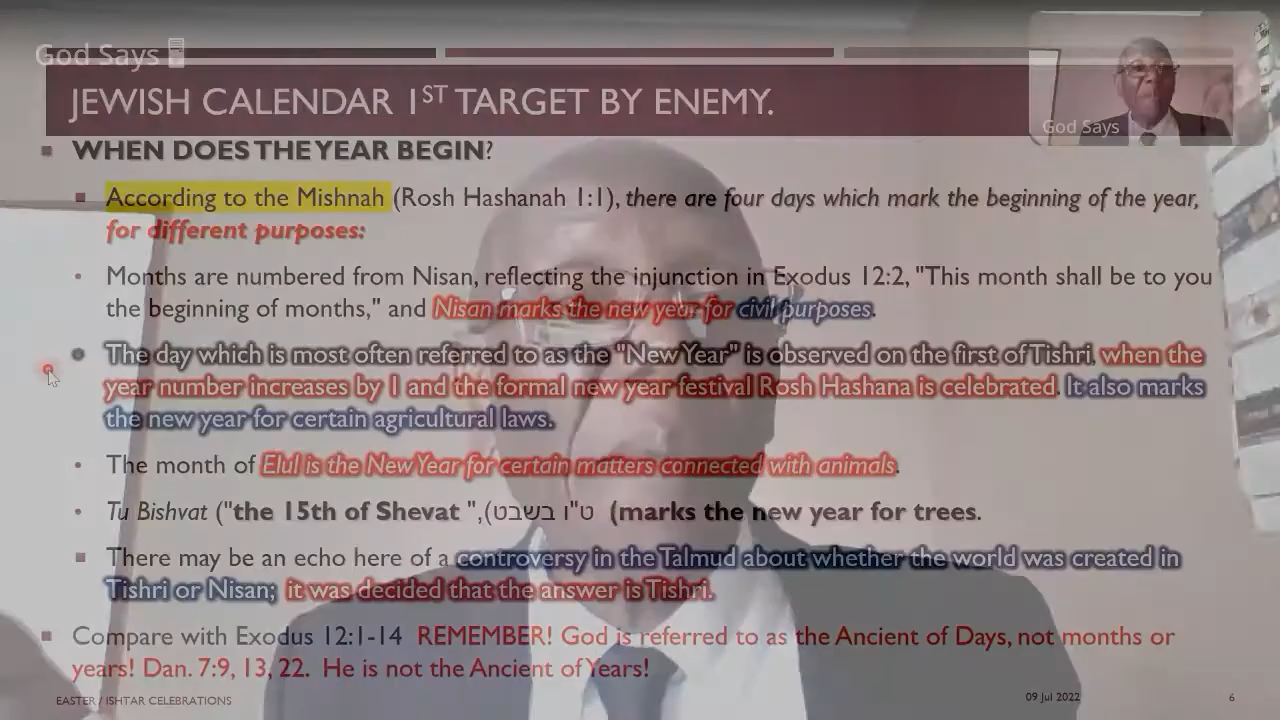 God Says
JEWISH CALENDAR 1ST TARGET BY ENEMY.
God Says
WHEN DOES THE YEAR BEGIN?
According to the Mishnah (Rosh Hashanah 1:1), there are four days which mark the beginning of the year,
for different purposes:
Months are numbered from Nisan, reflecting the injunction in Exodus 12:2, "This month shall be to you
the beginning of months," and Nisan marks the new year for civil purposes.
The day which is most often referred to as the "New Year" is observed on the first of Tishri, when the
year number increases by 1 and the formal new year festival Rosh Hashana is celebrated. It also marks
the new year for certain agricultural laws.
The month of Elul is the New Year for certain matters connected with animals.
Tu Bishvat ("the 15th of Shevat ",(ט"ו בשבט (marks the new year for trees.
There may be an echo here of a controversy in the Talmud about whether the world was created in
Tishri or Nisan; it was decided that the answer is Tishri.
Compare with Exodus 12:1-14 REMEMBER! God is referred to as the Ancient of Days, not months or
years! Dan. 7:9, 13, 22. He is not the Ancient of Years!
EASTER / ISHTAR CELEBRATIONS
09 Jul 2022
6